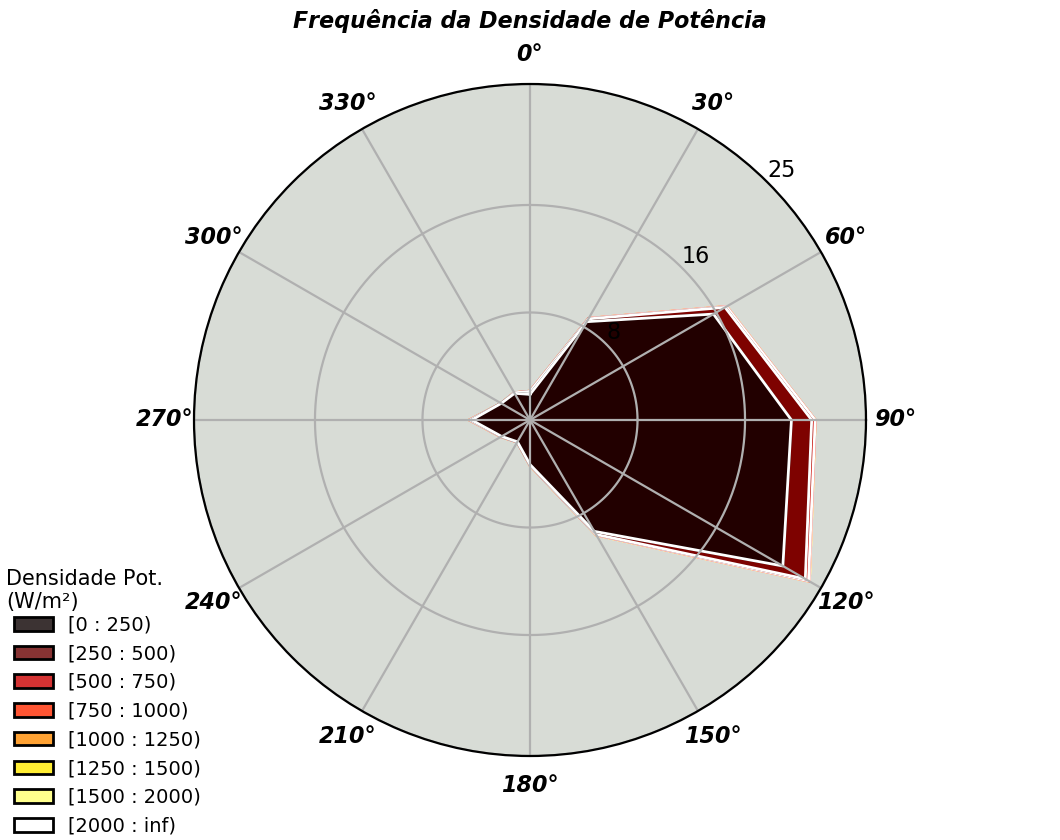 Frequência da Densidade de Potência
0°
330°
30°
25
300°
60°
16
8
270°
90°
Densidade Pot.
(W/m²)
240°
120°
[0 : 250)
[250 : 500)
[500 : 750)
[750 : 1000)
210°
150°
[1000 : 1250)
[1250 : 1500)
180°
[1500 : 2000)
[2000 : inf)